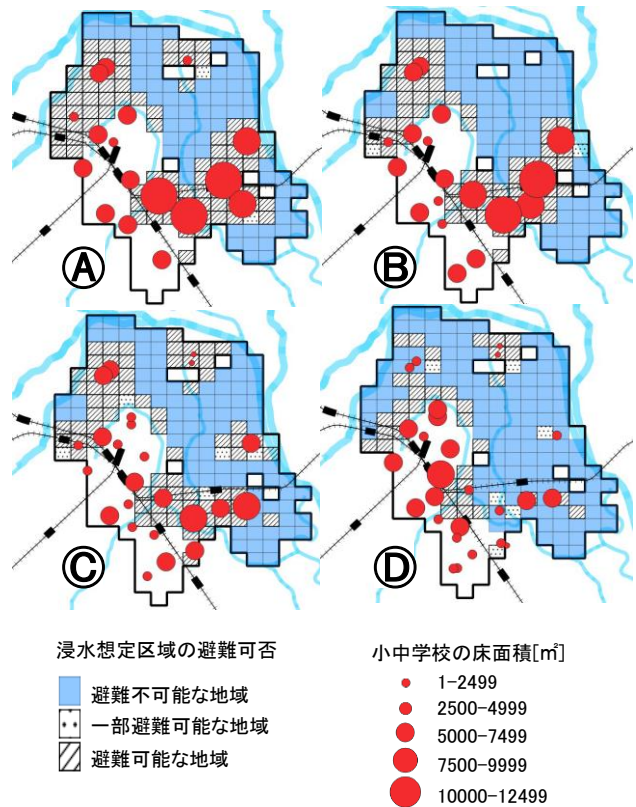 A
B
C
D
浸水想定区域の避難可否
避難不可能な地域
一部避難可能な地域
避難可能な地域
小中学校の床面積[㎡]
1-2499
2500-4999
5000-7499
7500-9999
10000-12499